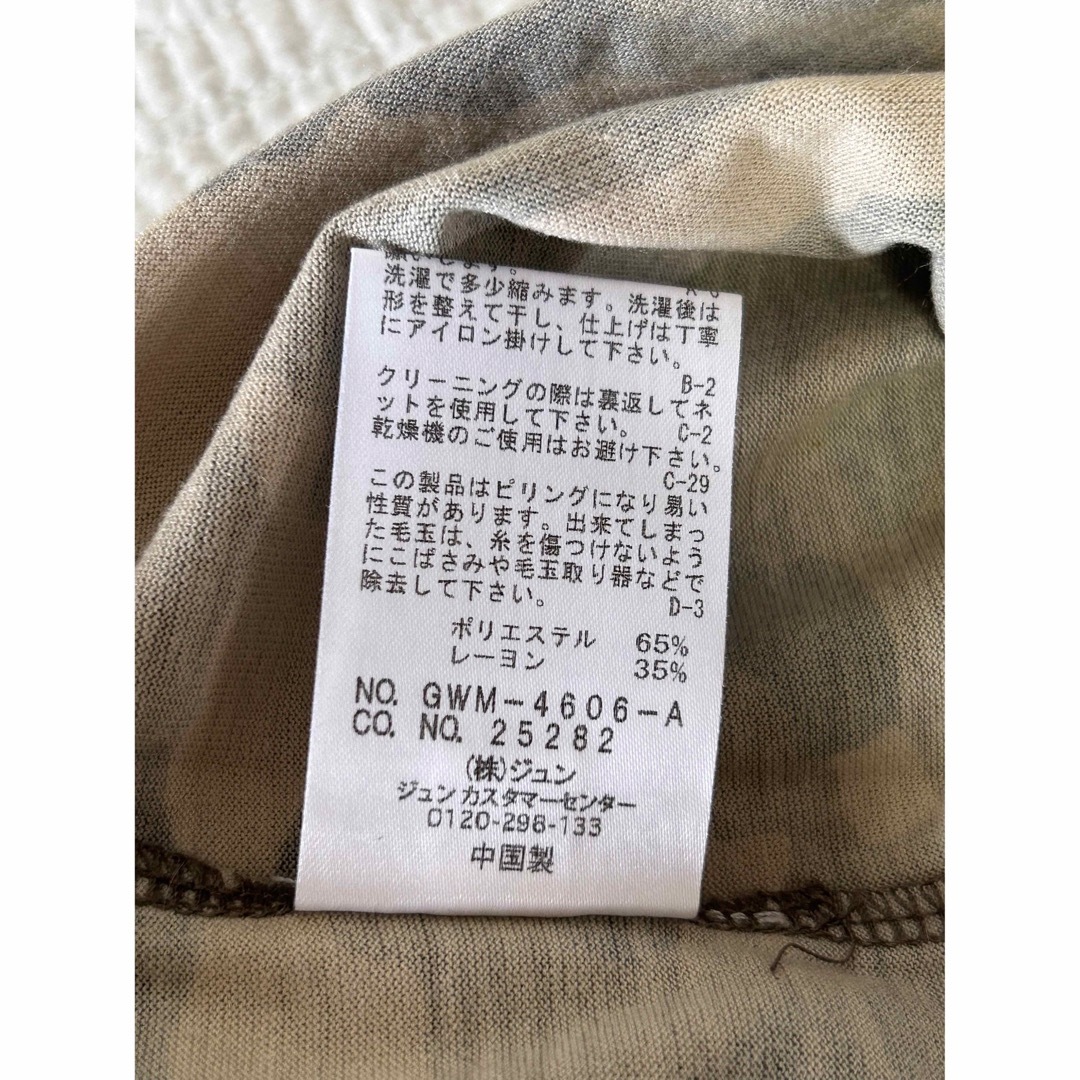 願いします。
洗濯で多少縮みます。洗濯後は
形を整えて干し、仕上げは丁寧
にアイロン掛けして下さい。
B-2
クリーニングの際は裏返してネ
ットを使用して下さい。 C-2
乾燥機のご使用はお避け下さい。
C-29
この製品はピリングになり易い
性質があります。出来てしまっ
た毛玉は、糸を傷つけないよう
にこばさみや毛玉取り器などで
除去して下さい。 D-3
ポリエステル 65%
レーヨン 35%
NO. GWM-4606-A
CO. NO. 25282
(株)ジュン
ジュン カスタマーセンター
0120-298-133
中国製